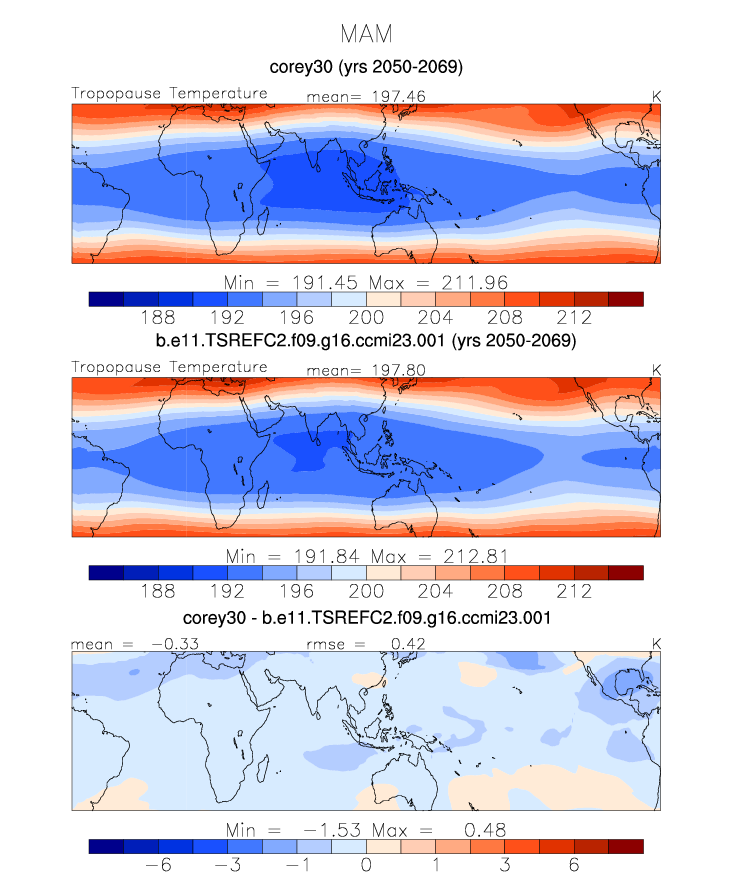 MAM
corey30 (yrs 2050-2069)
Tropopause Temperature mean= 197.46 K
Min = 191.45 Max = 211.96
188 192 196 200 204 208 212
b.e11.TSREFC2.f09.g16.ccmi23.001 (yrs 2050-2069)
Tropopause Temperature mean= 197.80 K
Min = 191.84 Max = 212.81
188 192 196 200 204 208 212
corey30 - b.e11.TSREFC2.f09.g16.ccmi23.001
mean = -0.33 rmse = 0.42 K
Min = -1.53 Max = 0.48
-6 -3 -1 0 1 3 6